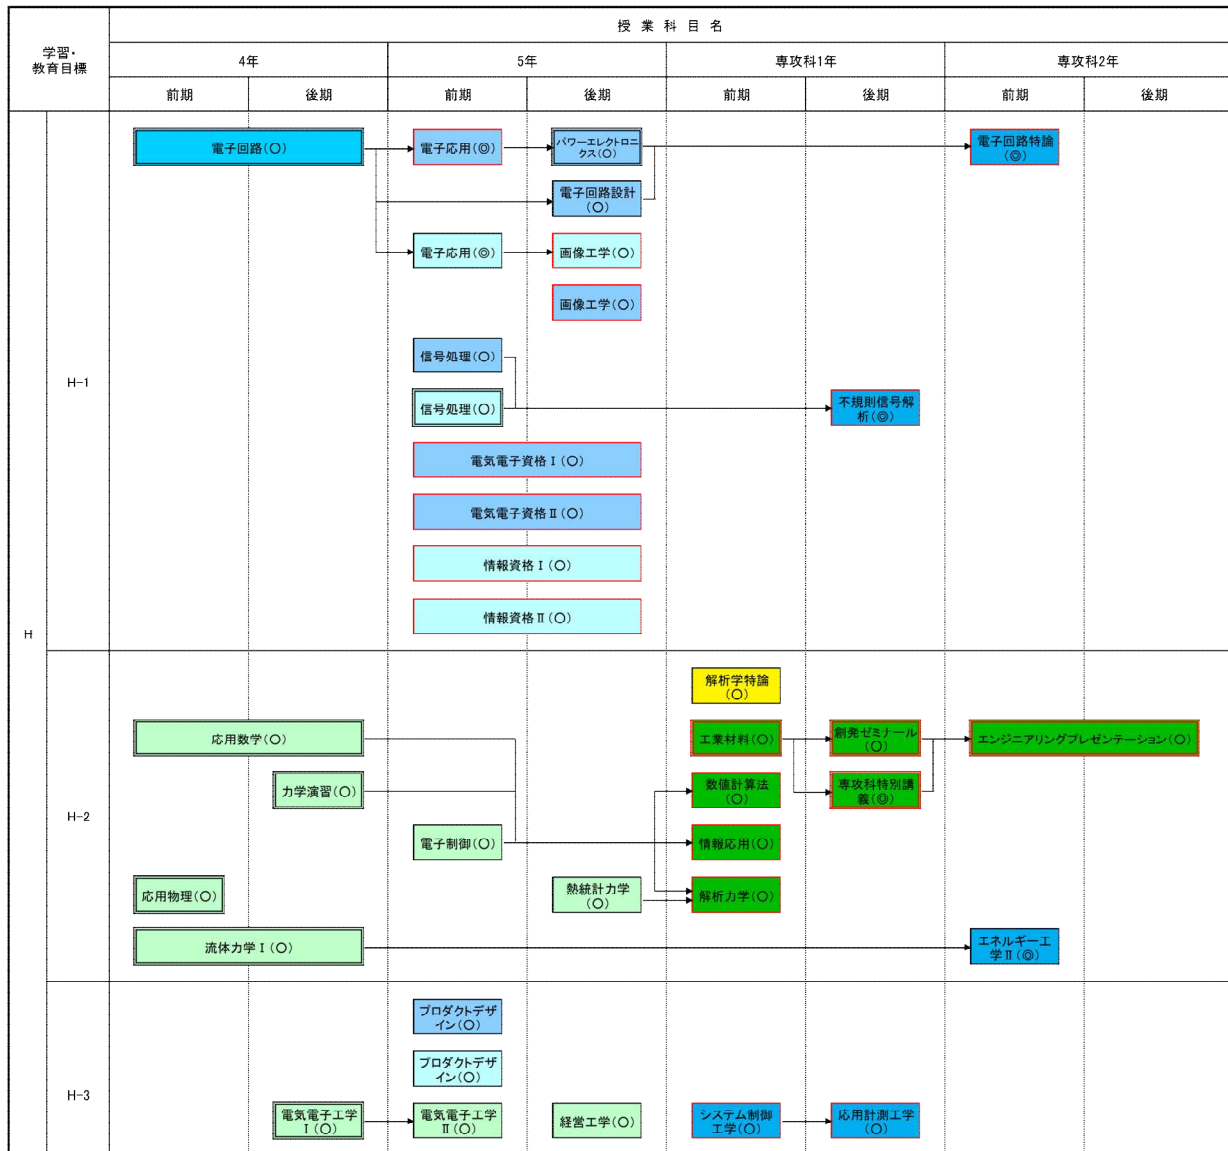 授 業 科 目 名
学習・
教育目標
4年
5年
専攻科1年
専攻科2年
前期
後期
前期
後期
前期
後期
前期
後期
H
H-1
電子回路(○)
電子応用(◎)
パワーエレクトロニ
クス(○)
電子回路特論
(◎)
電子回路設計
(○)
電子応用(◎)
画像工学(○)
画像工学(○)
信号処理(○)
信号処理(○)
不規則信号解
析(◎)
電気電子資格Ⅰ(○)
電気電子資格Ⅱ(○)
情報資格Ⅰ(○)
情報資格Ⅱ(○)
H-2
解析学特論
(○)
応用数学(○)
工業材料(○)
創発ゼミナール
(○)
エンジニアリングプレゼンテーション(○)
力学演習(○)
数値計算法
(○)
専攻科特別講
義(◎)
電子制御(○)
情報応用(○)
応用物理(○)
熱統計力学
(○)
解析力学(○)
流体力学Ⅰ(○)
エネルギー工
学Ⅱ(◎)
H-3
プロダクトデザ
イン(○)
プロダクトデザ
イン(○)
電気電子工学
Ⅰ(○)
電気電子工学
Ⅱ(○)
経営工学(○)
システム制御
工学(○)
応用計測工学
(○)